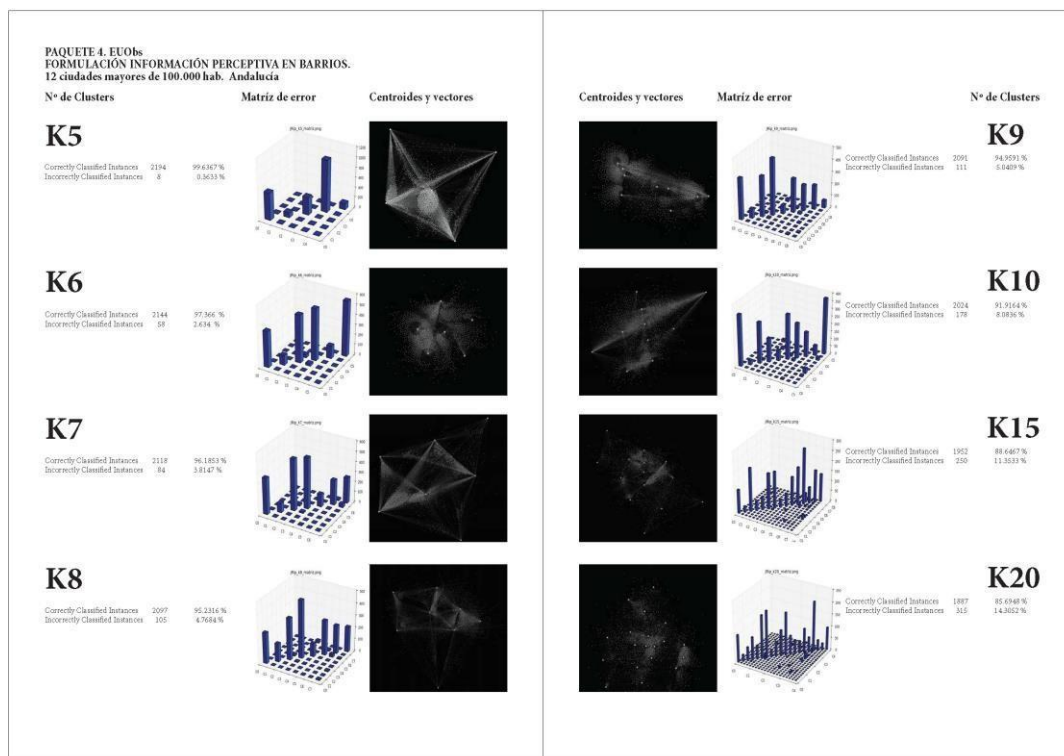 PAQUETE 4. EUObs
FORMULACIÓN INFORMACIÓN PERCEPTIVA EN BARRIOS.
12 ciudades mayores de 100.000 hab. Andalucía
Nº de Clusters Matríz de error Centroides y vectores
K5
Correctly Classified Instances 2194 99.6367 %
Incorrectly Classified Instances 8 0.3633 %
K6
Correctly Classified Instances 2144 97.366 %
Incorrectly Classified Instances 58 2.634 %
K7
Correctly Classified Instances 2118 96.1853 %
Incorrectly Classified Instances 84 3.8147 %
K8
Correctly Classified Instances 2097 95.2316 %
Incorrectly Classified Instances 105 4.7684 %
Centroides y vectores Matríz de error Nº de Clusters
K9
Correctly Classified Instances 2091 94.9591 %
Incorrectly Classified Instances 111 5.0409 %
K10
Correctly Classified Instances 2024 91.9164 %
Incorrectly Classified Instances 178 8.0836 %
K15
Correctly Classified Instances 1952 88.6467 %
Incorrectly Classified Instances 250 11.3533 %
K20
Correctly Classified Instances 1887 85.6948 %
Incorrectly Classified Instances 315 14.3052 %